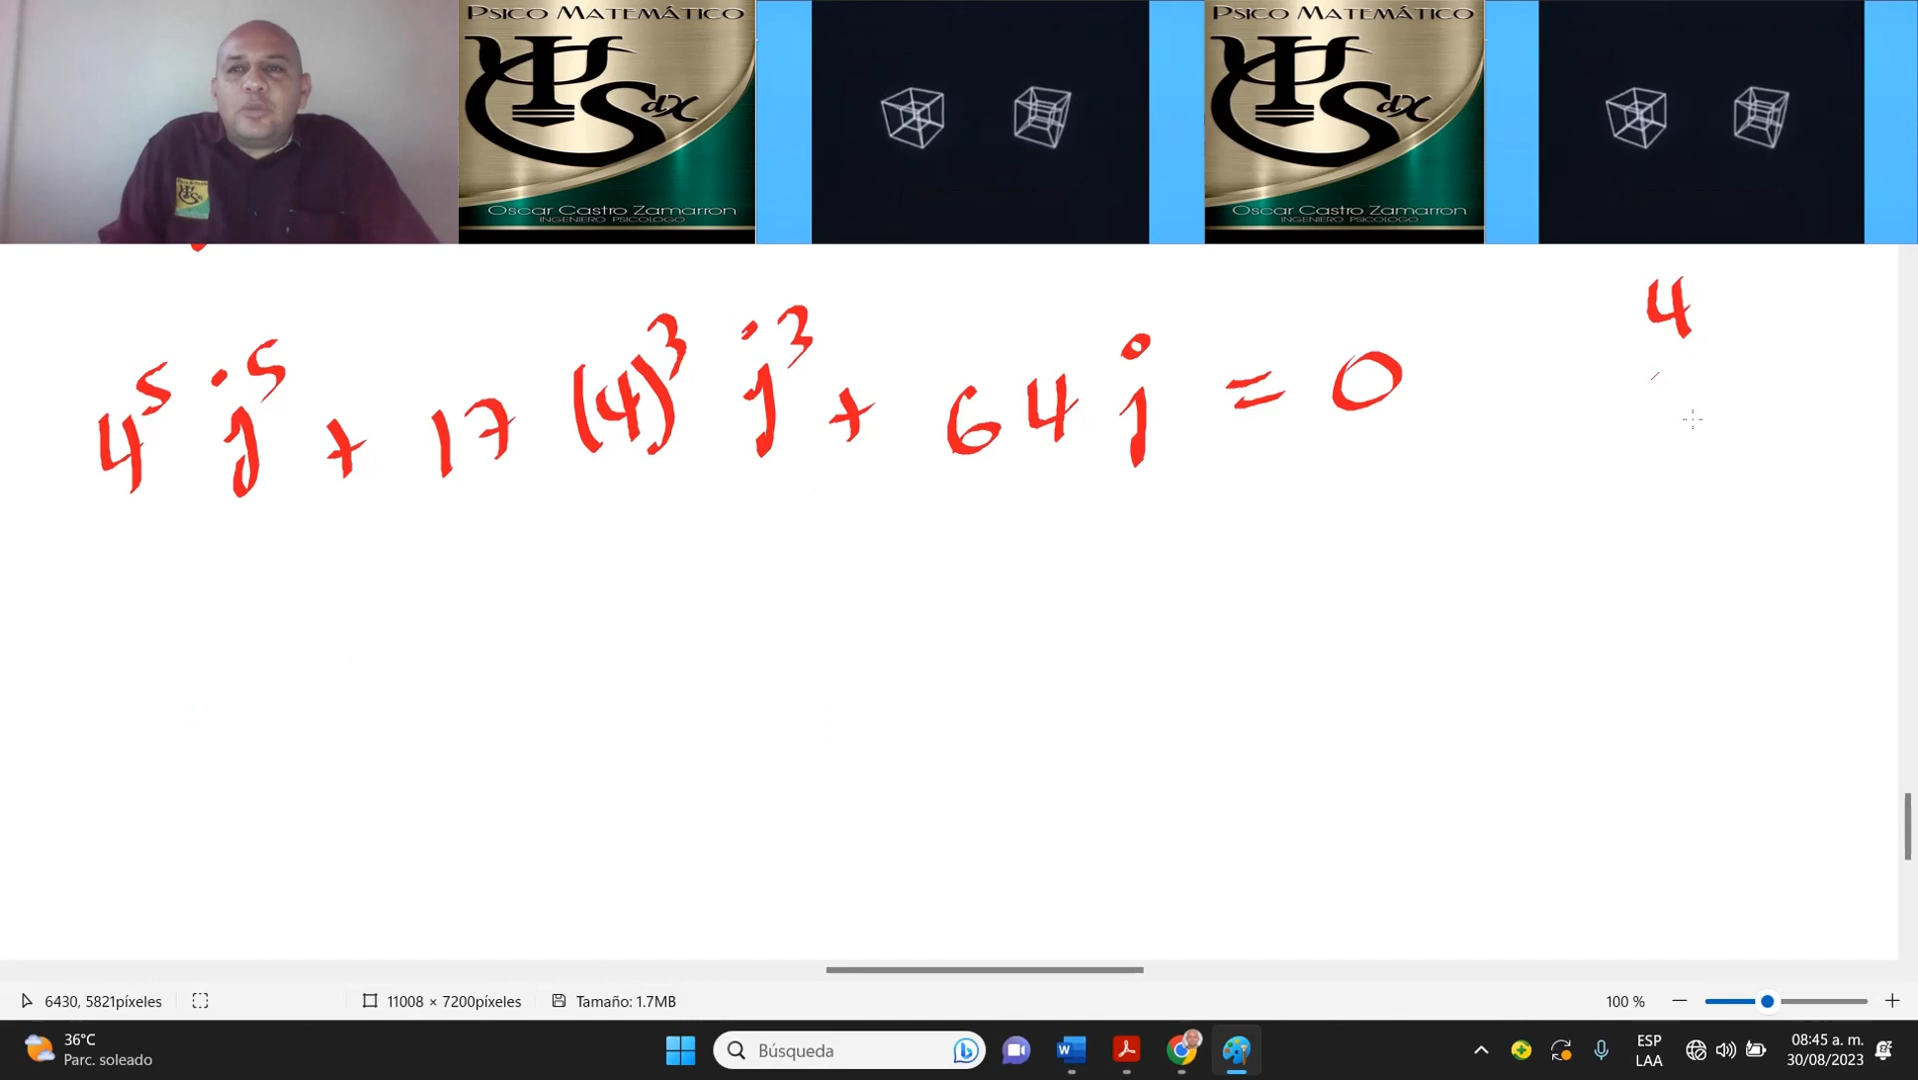 PSICO MATEMÁTICO
dx
OSCAR CASTRO ZAMARRON
INGENIERO PSICOLOGO
PSICO MATEMÁTICO
dx
OSCAR CASTRO ZAMARRON
INGENIERO PSICOLOGO
4
4⁵ j⁵ + 17 (4)³ j³ + 64 j = 0
6430, 5821píxeles 11008 × 7200píxeles Tamaño: 1.7MB 100 %
36°C
Parc. soleado
Búsqueda
W
ESP
LAA
08:45 a. m.
30/08/2023